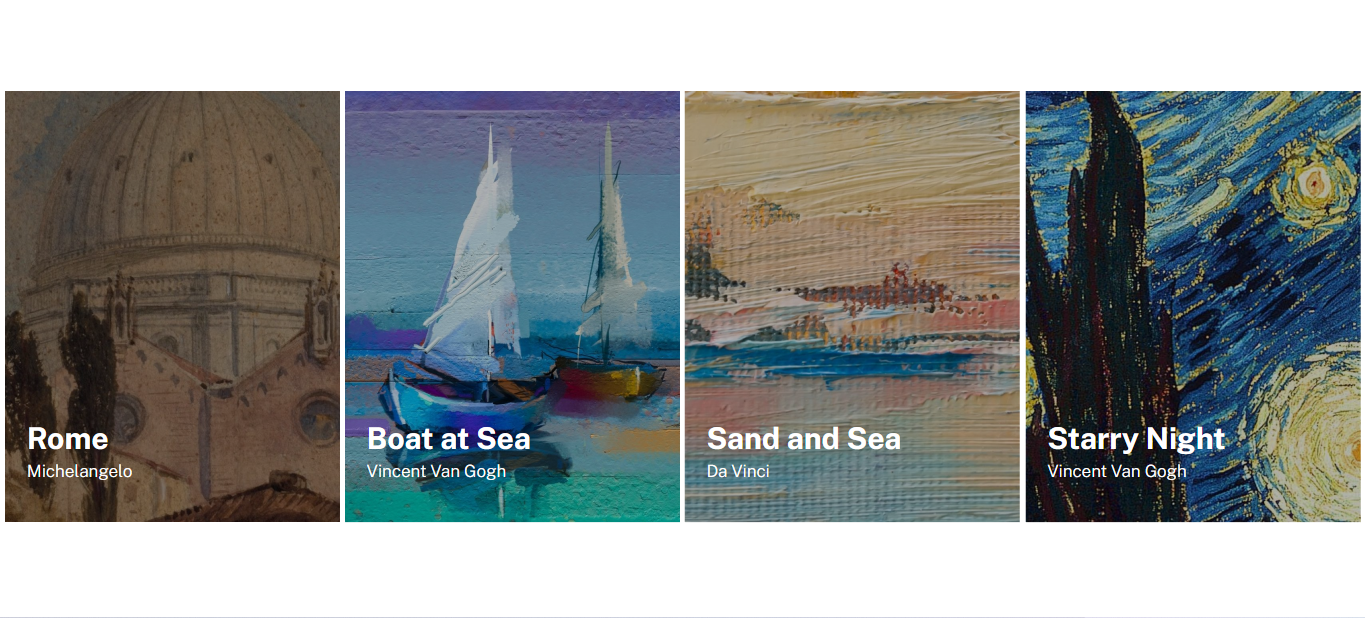 Rome
Michelangelo
Boat at Sea
Vincent Van Gogh
Sand and Sea
Da Vinci
Starry Night
Vincent Van Gogh